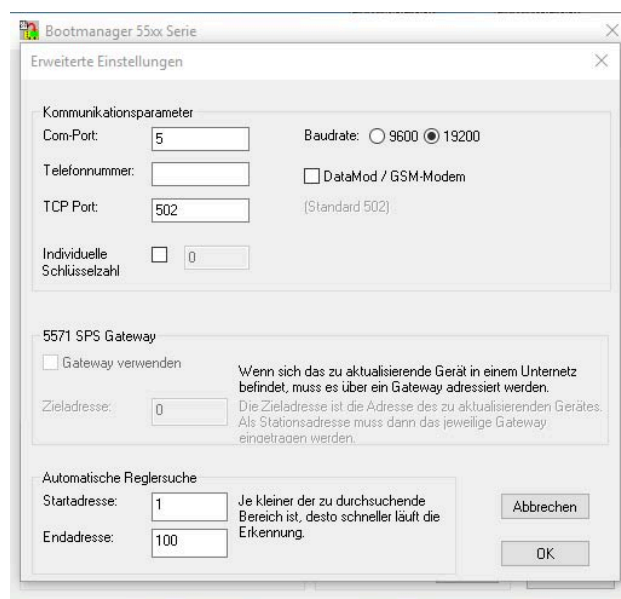 Bootmanager 55xx Serie
Erweiterte Einstellungen
Kommunikationsparameter
Com-Port: 5 Baudrate: 9600 19200
Telefonnummer: DataMod / GSM-Modem
TCP Port: 502 (Standard 502)
Individuelle
Schlüsselzahl 0
5571 SPS Gateway
Gateway verwenden
Wenn sich das zu aktualisierende Gerät in einem Unternetz
befindet, muss es über ein Gateway adressiert werden.
Zieladresse: 0
Die Zieladresse ist die Adresse des zu aktualisierenden Gerätes.
Als Stationsadresse muss dann das jeweilige Gateway
eingetragen werden.
Automatische Reglersuche
Startadresse: 1
Endadresse: 100
Je kleiner der zu durchsuchende
Bereich ist, desto schneller läuft die
Erkennung.
Abbrechen
OK